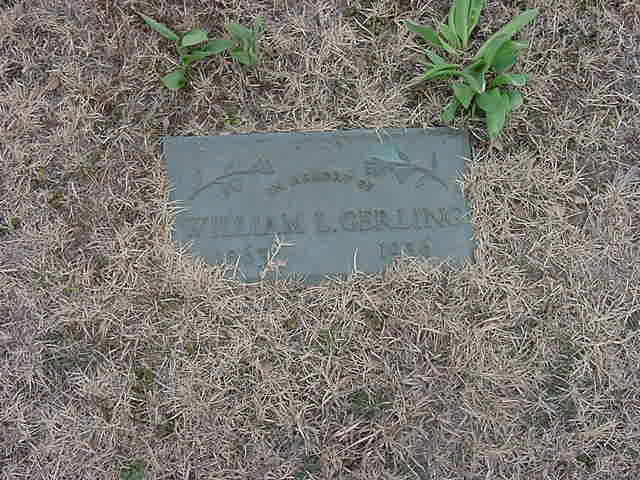 IN MEMORY OF
WILLIAM L. GERLING